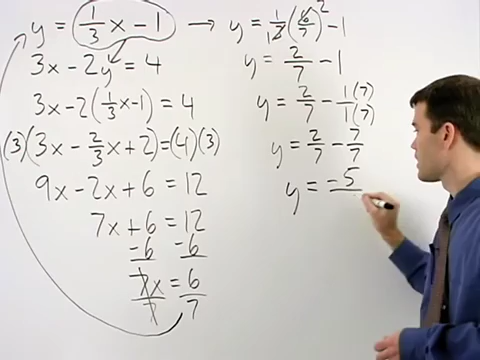 y = (1/3 x − 1) → y = 1/3 (6/7) − 1
3x − 2y = 4
3x − 2(1/3 x − 1) = 4
(3)(3x − 2/3 x + 2) = (4)(3)
9x − 2x + 6 = 12
7x + 6 = 12
−6 −6
7x/7 = 6/7
1 2
y = 2/7 − 1
y = 2/7 − 1(7)/1(7)
y = 2/7 − 7/7
y = −5